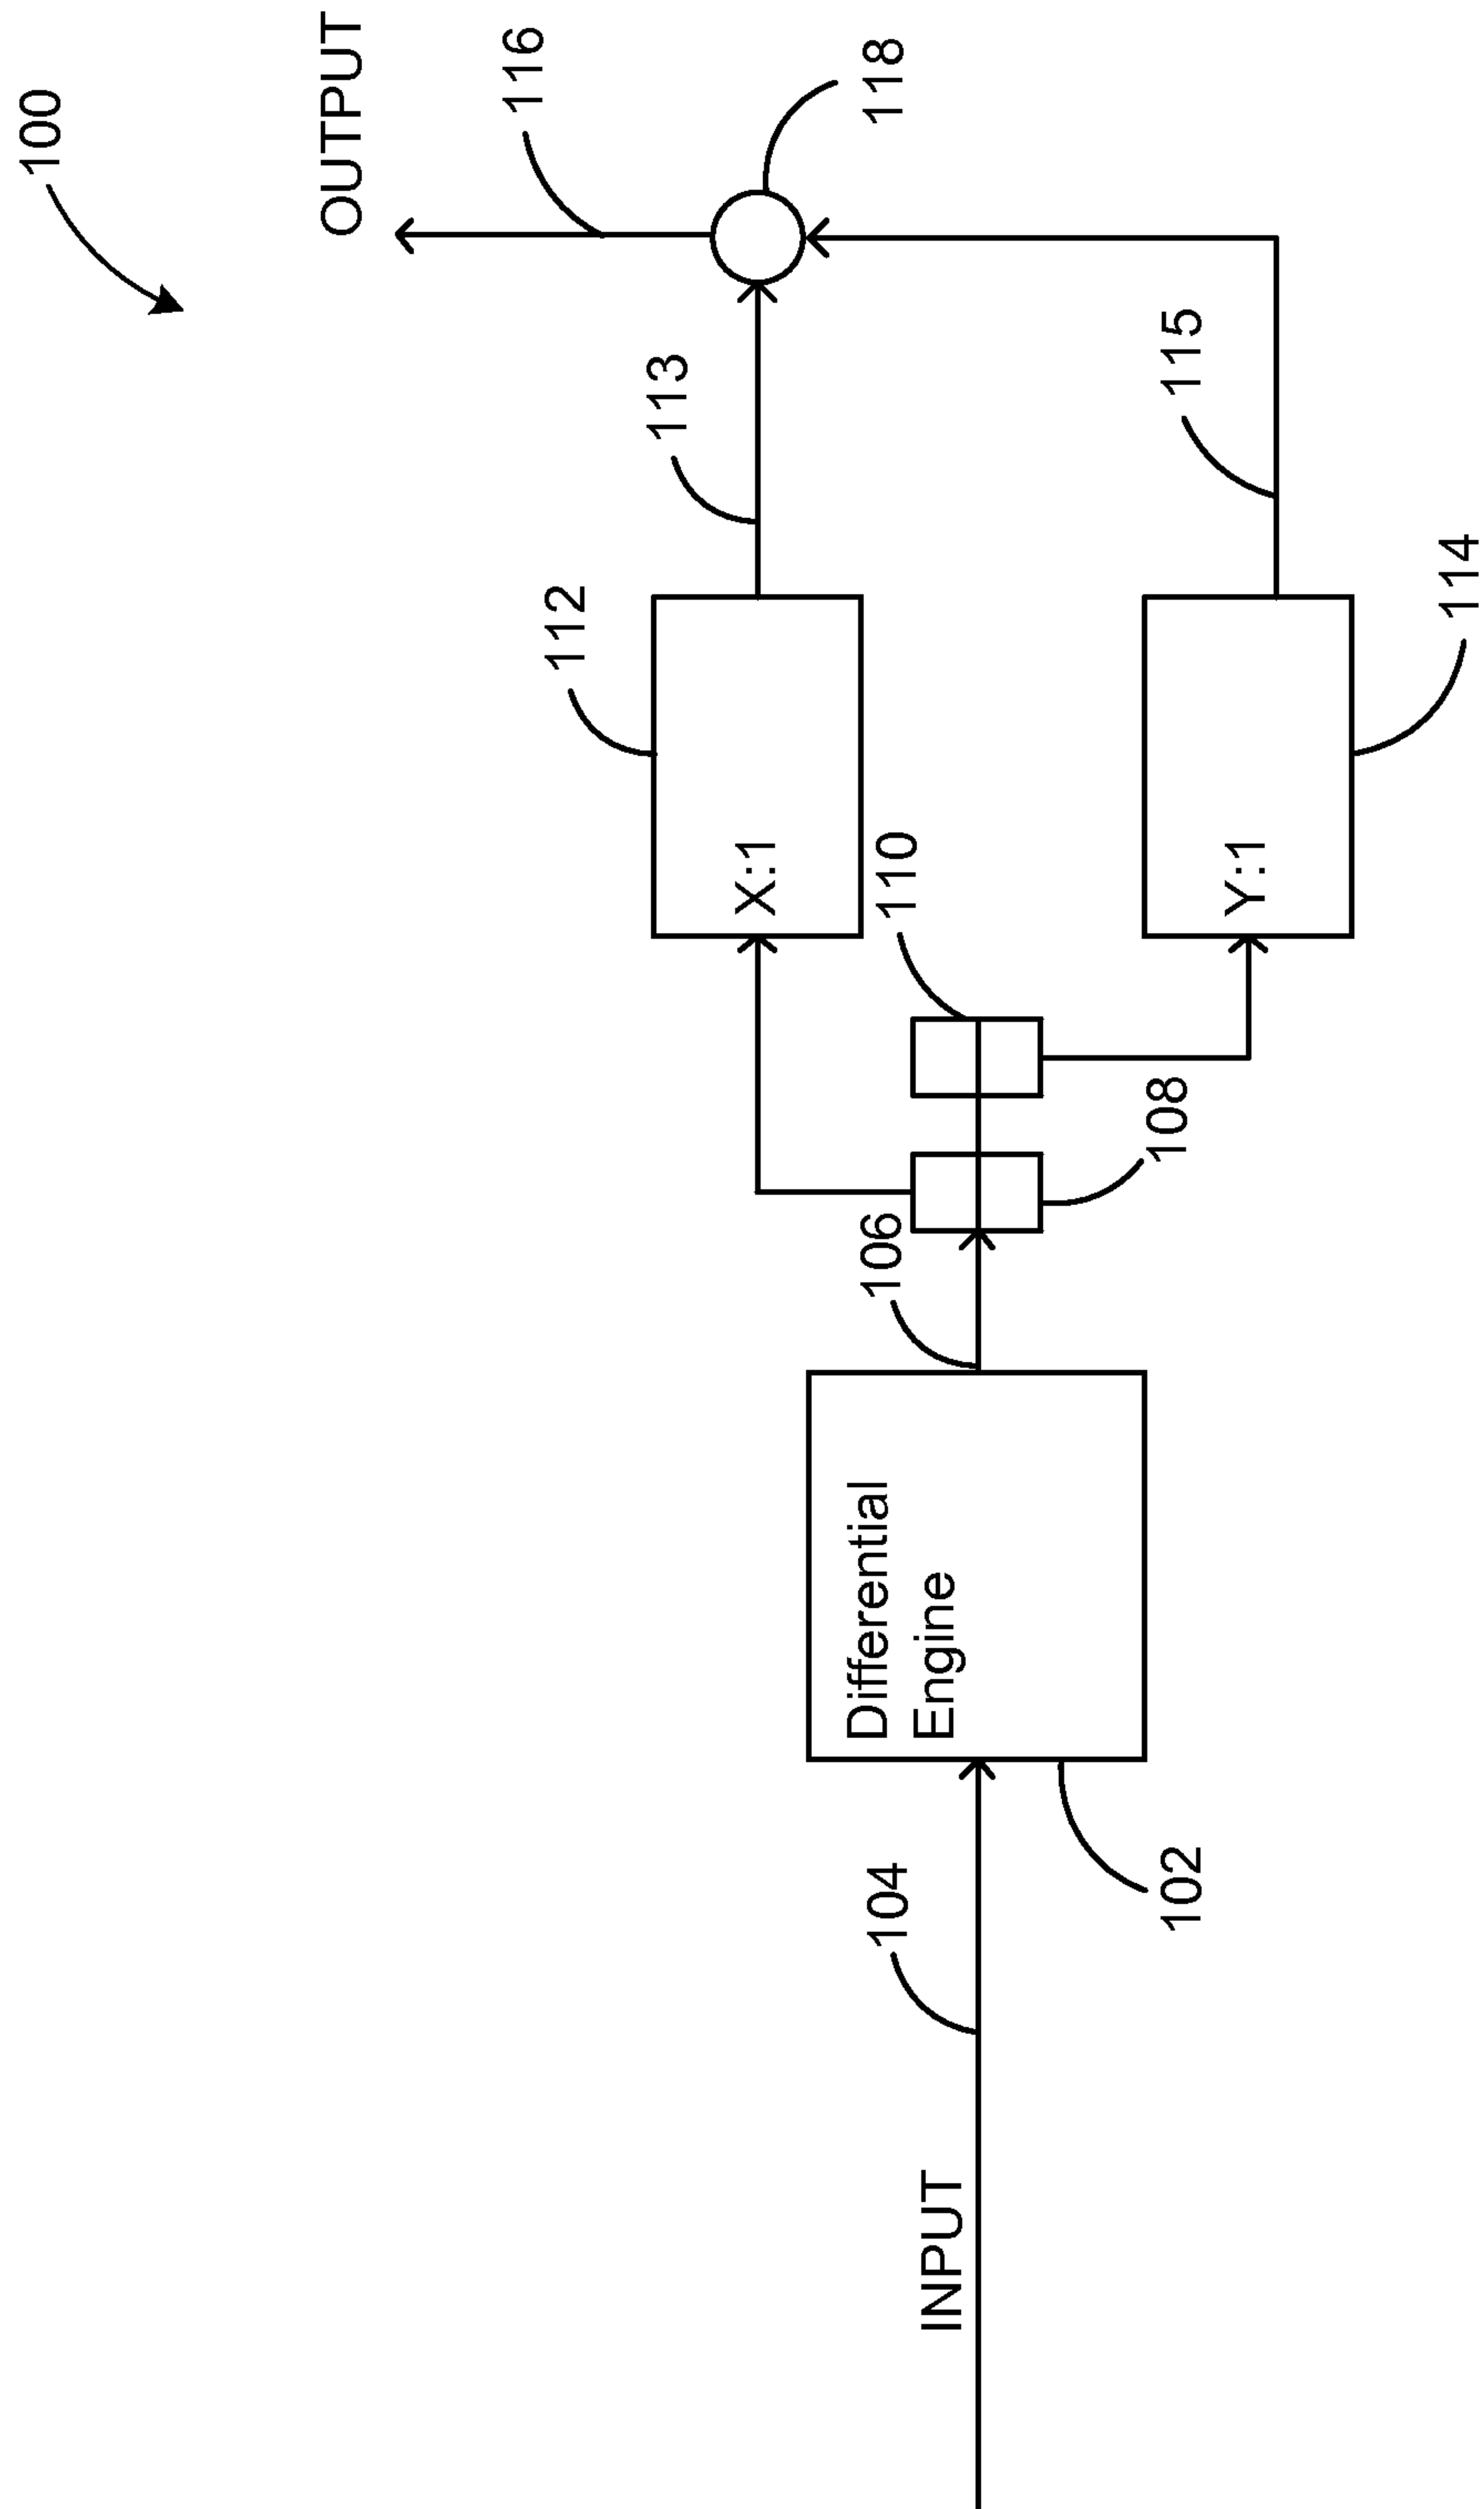 100
OUTPUT
116
118
113
115
112
114
X:1
Y:1
110
108
106
Differential
Engine
102
104
INPUT